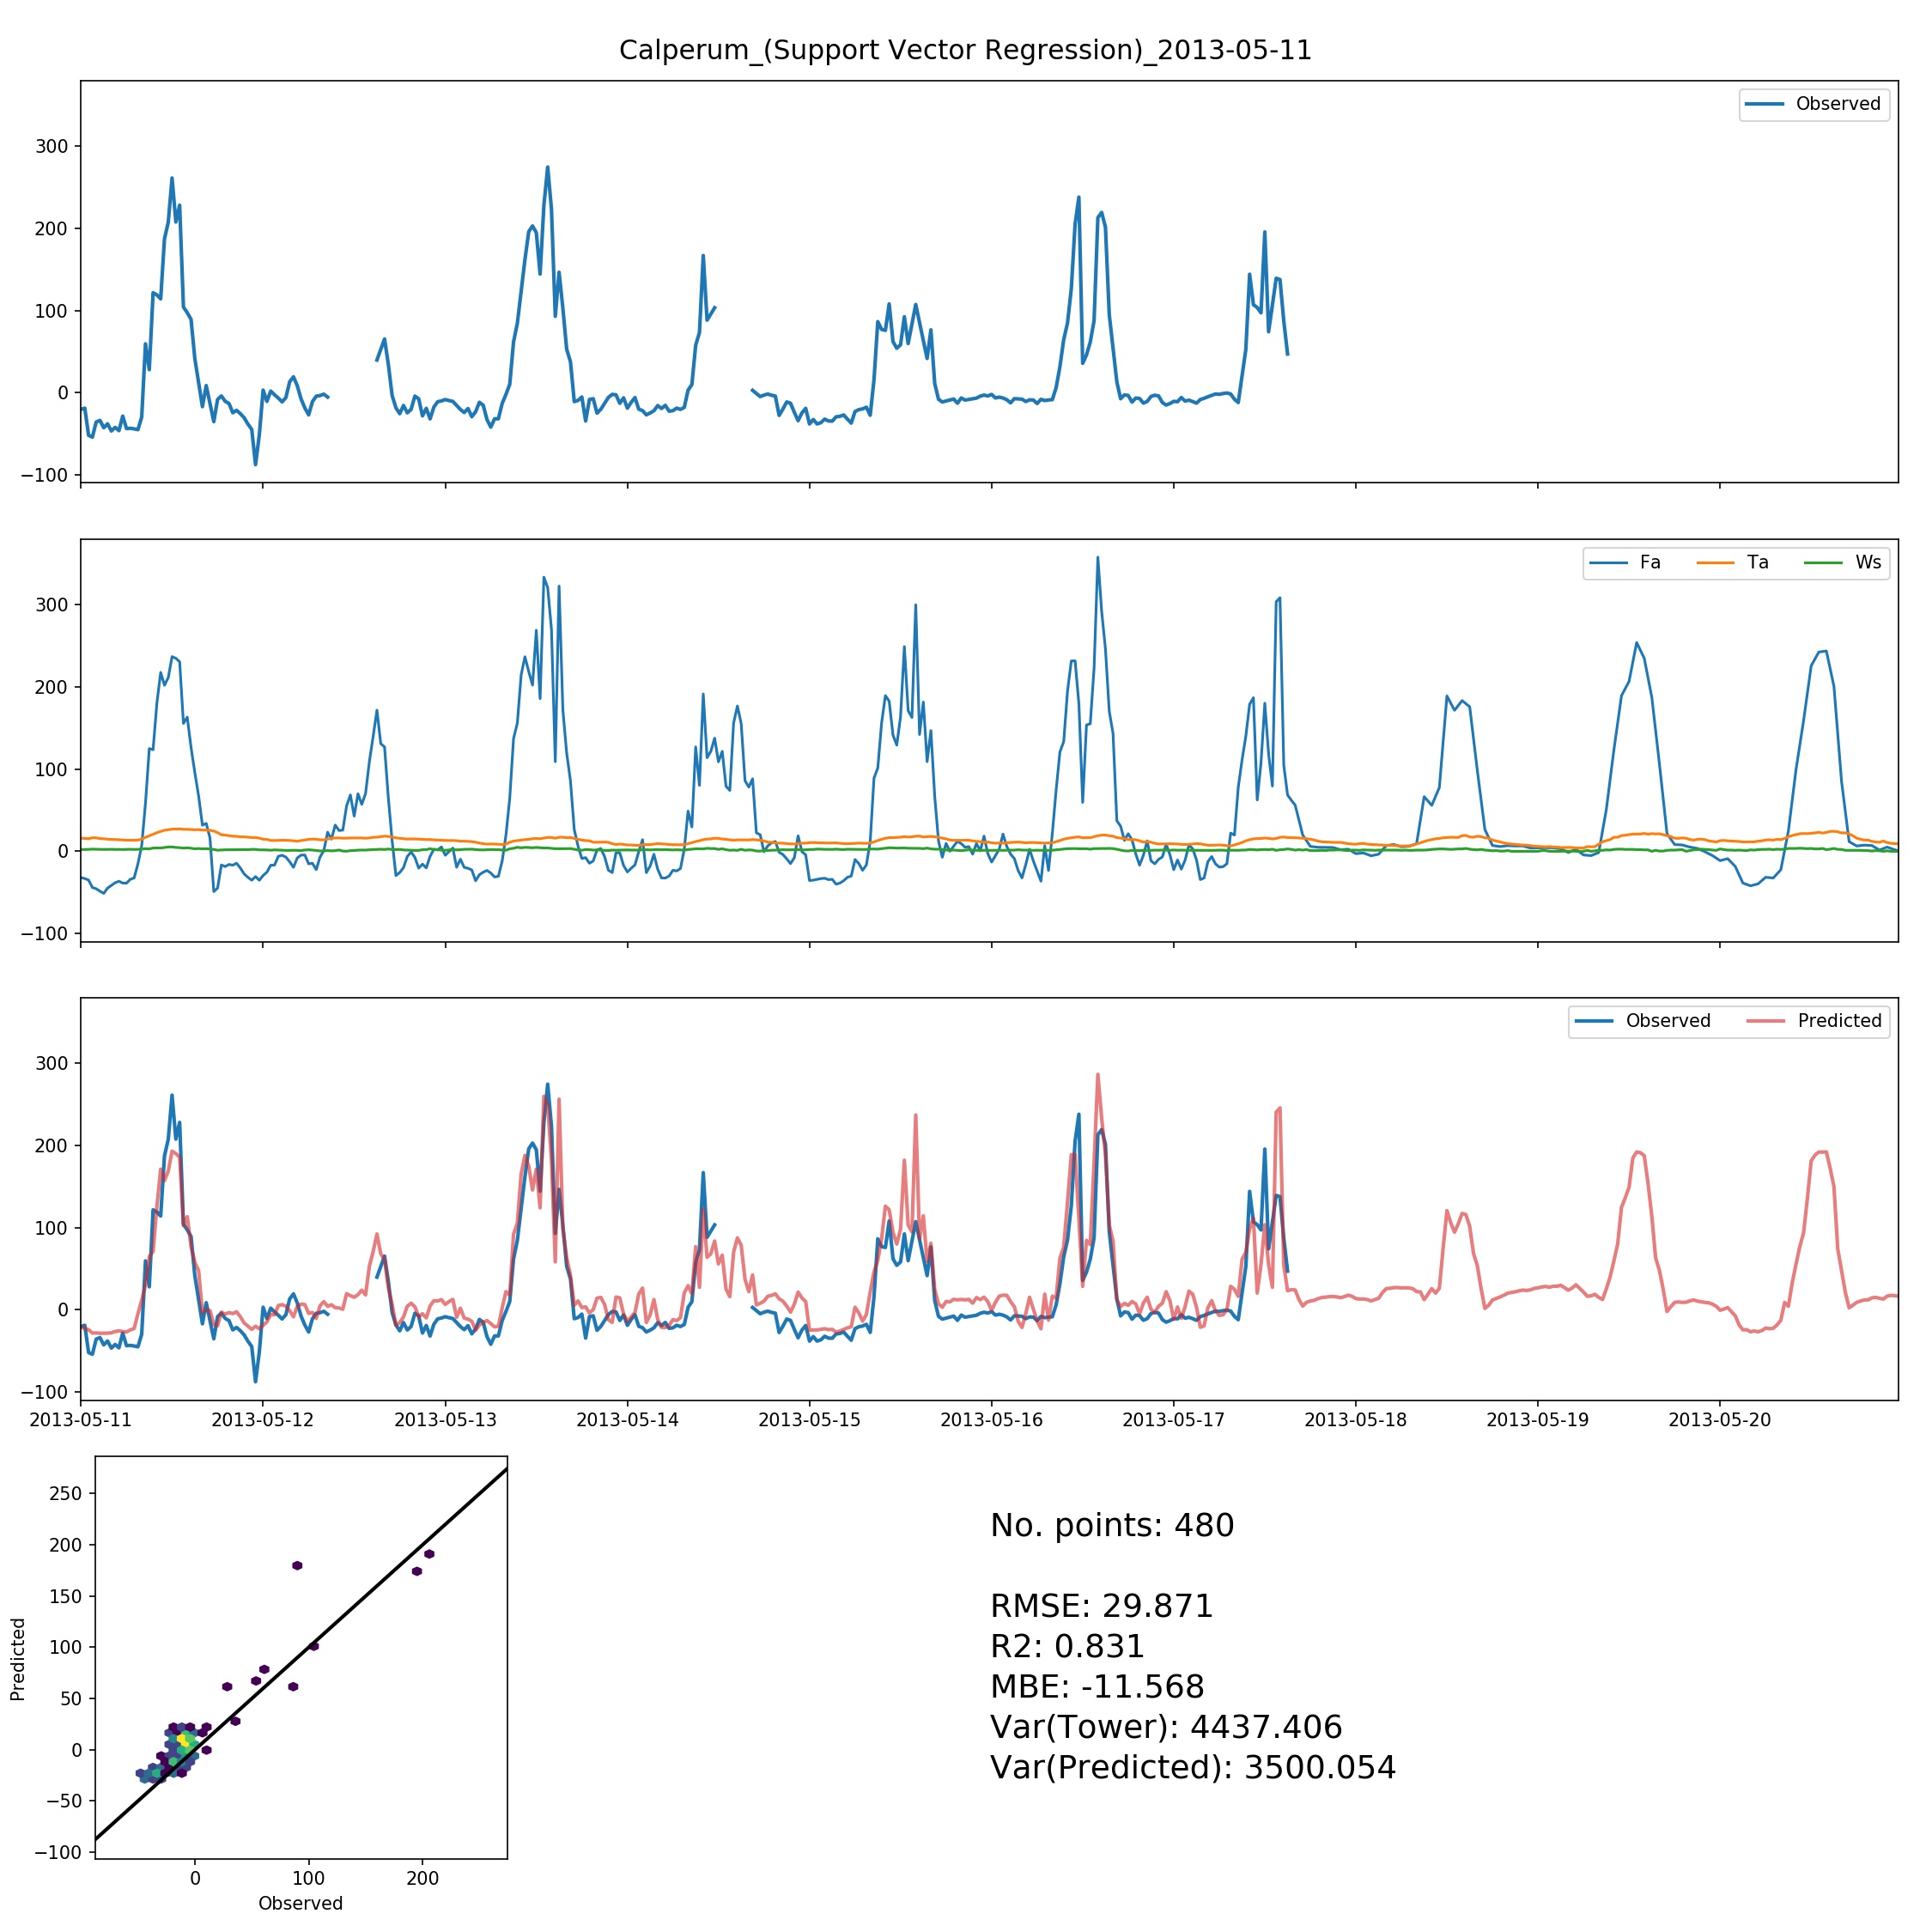 Calperum_(Support Vector Regression)_2013-05-11
Observed
300
200
100
0
−100
Fa Ta Ws
300
200
100
0
−100
Observed Predicted
300
200
100
0
−100
2013-05-11 2013-05-12 2013-05-13 2013-05-14 2013-05-15 2013-05-16 2013-05-17 2013-05-18 2013-05-19 2013-05-20
Predicted
250
200
150
100
50
0
−50
−100
0 100 200
Observed
No. points: 480
RMSE: 29.871
R2: 0.831
MBE: -11.568
Var(Tower): 4437.406
Var(Predicted): 3500.054